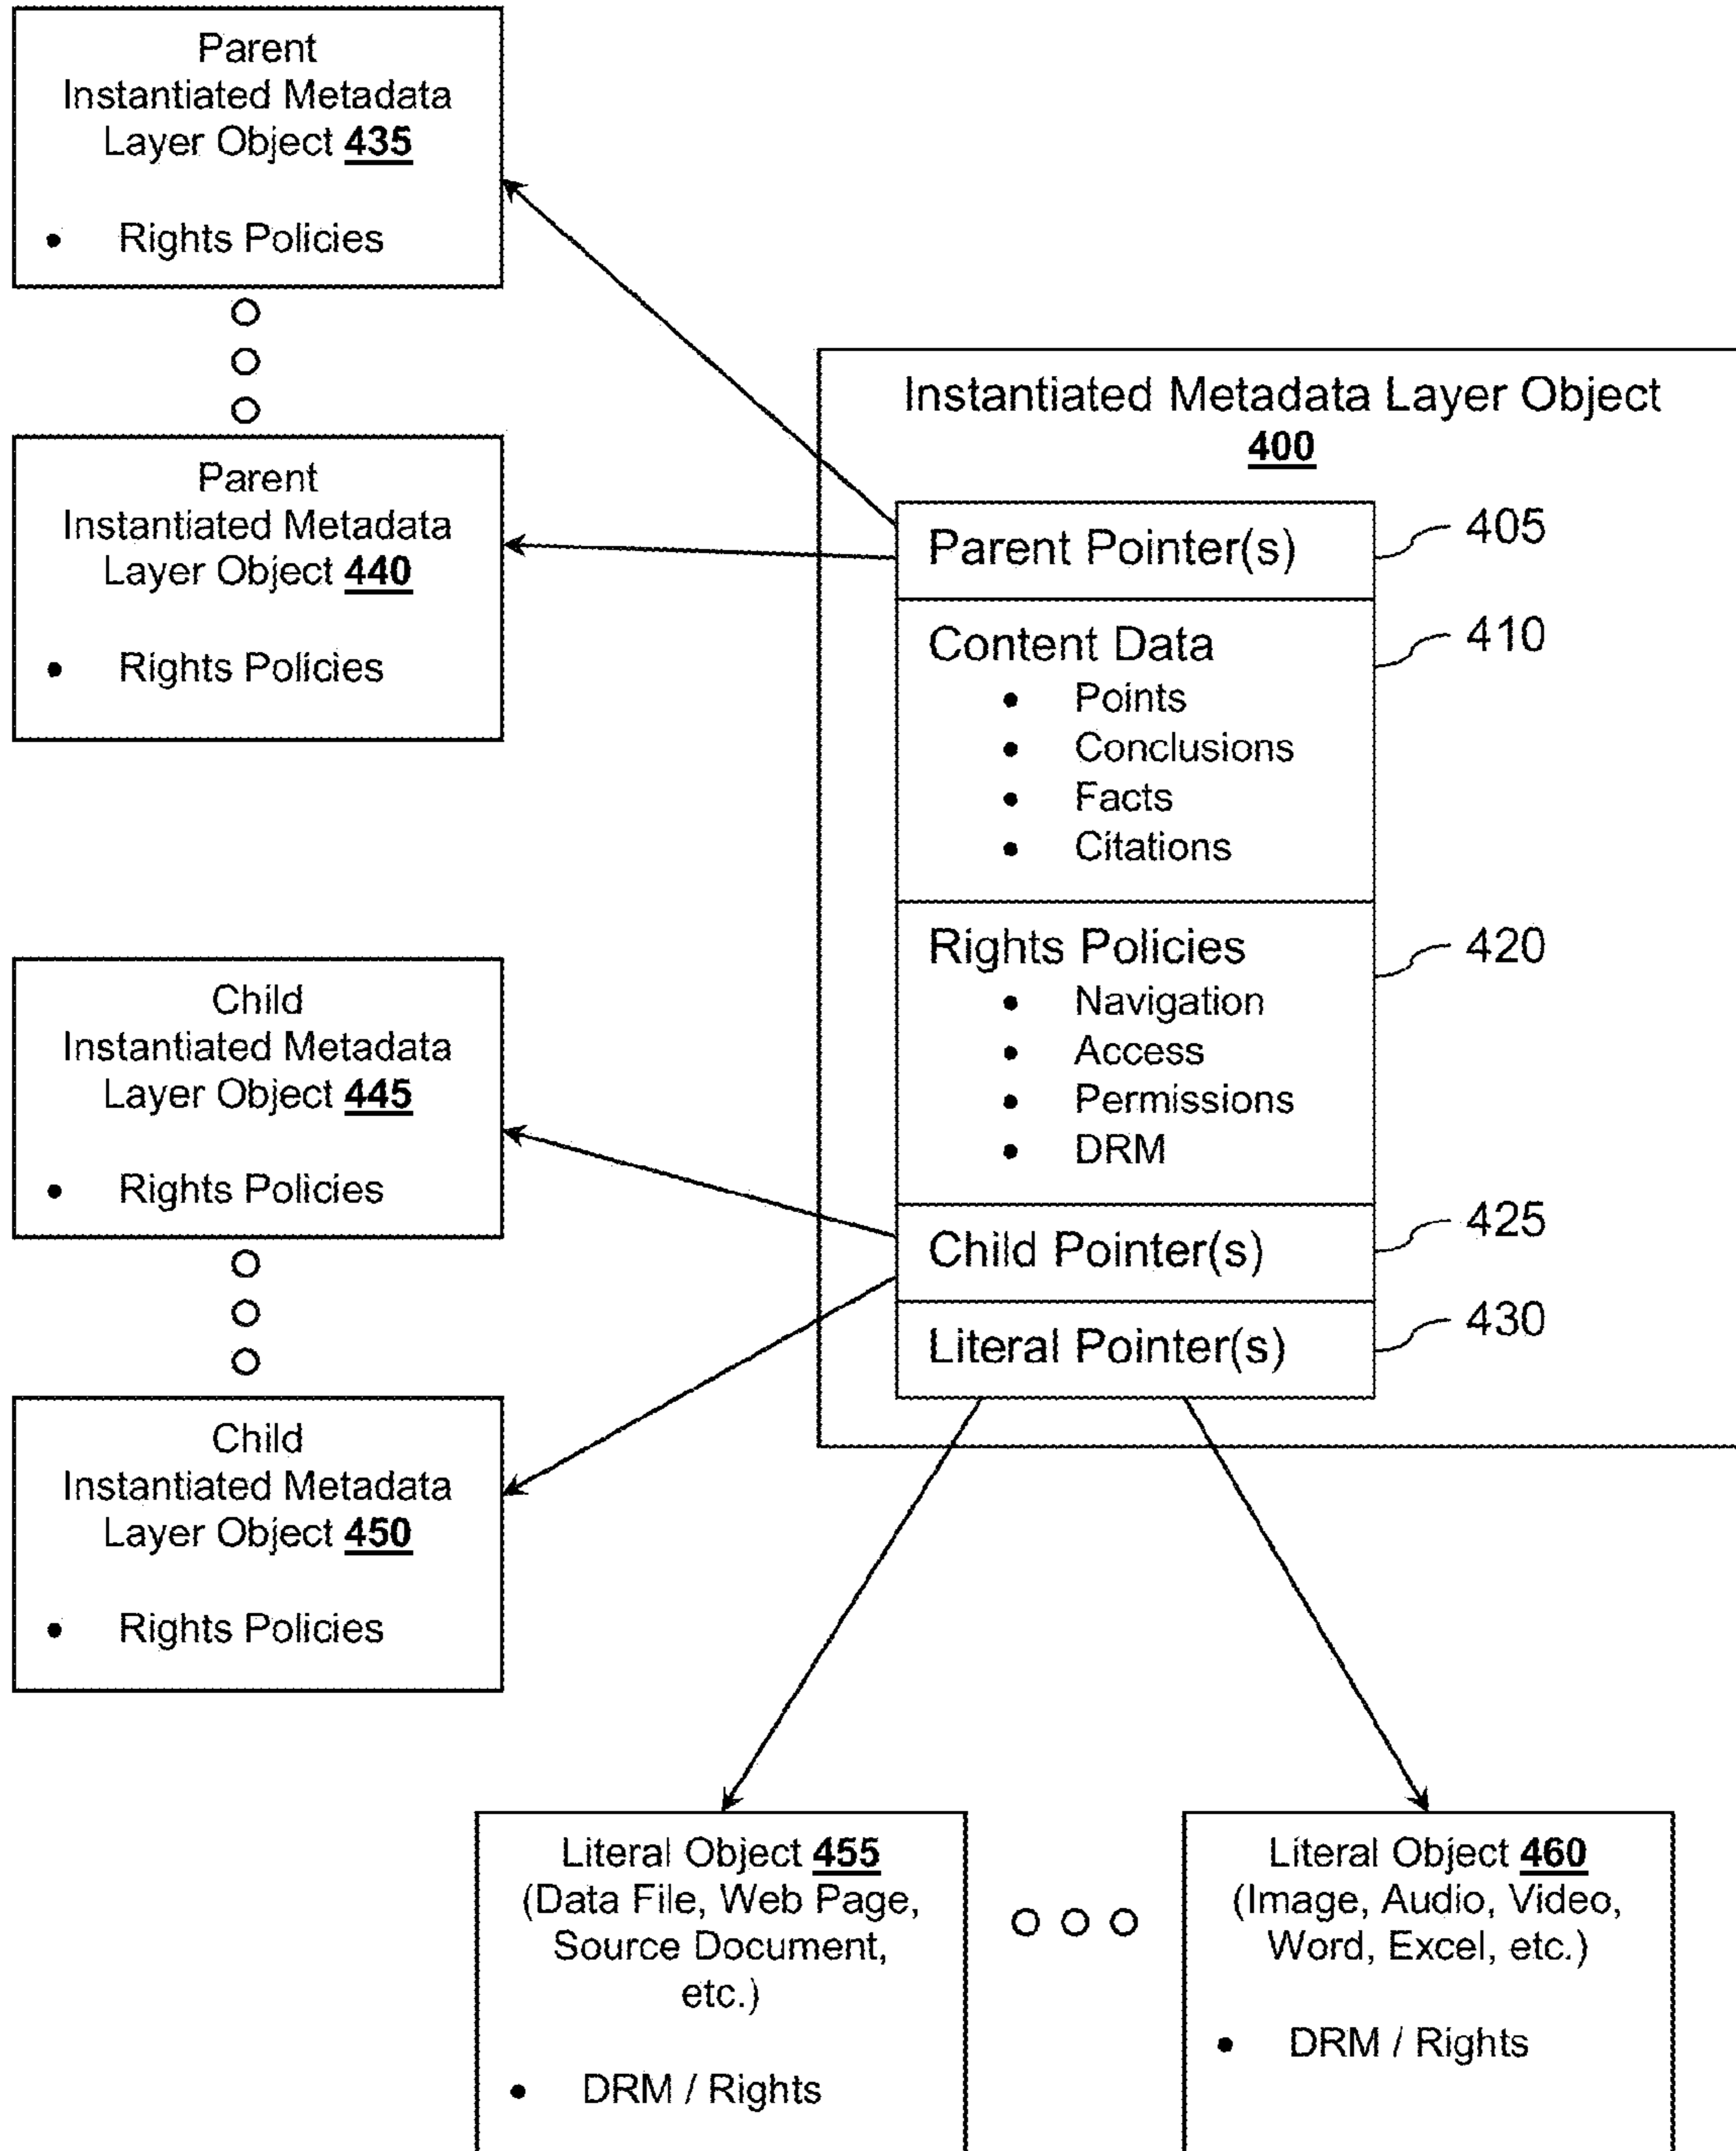 Parent
Instantiated Metadata
Layer Object 435
• Rights Policies
Parent
Instantiated Metadata
Layer Object 440
• Rights Policies
Instantiated Metadata Layer Object
400
Parent Pointer(s)
405
Content Data
410
• Points
• Conclusions
• Facts
• Citations
Rights Policies
420
• Navigation
• Access
• Permissions
• DRM
Child Pointer(s)
425
Literal Pointer(s)
430
Child
Instantiated Metadata
Layer Object 445
• Rights Policies
Child
Instantiated Metadata
Layer Object 450
• Rights Policies
Literal Object 455
(Data File, Web Page,
Source Document,
etc.)
• DRM / Rights
Literal Object 460
(Image, Audio, Video,
Word, Excel, etc.)
• DRM / Rights